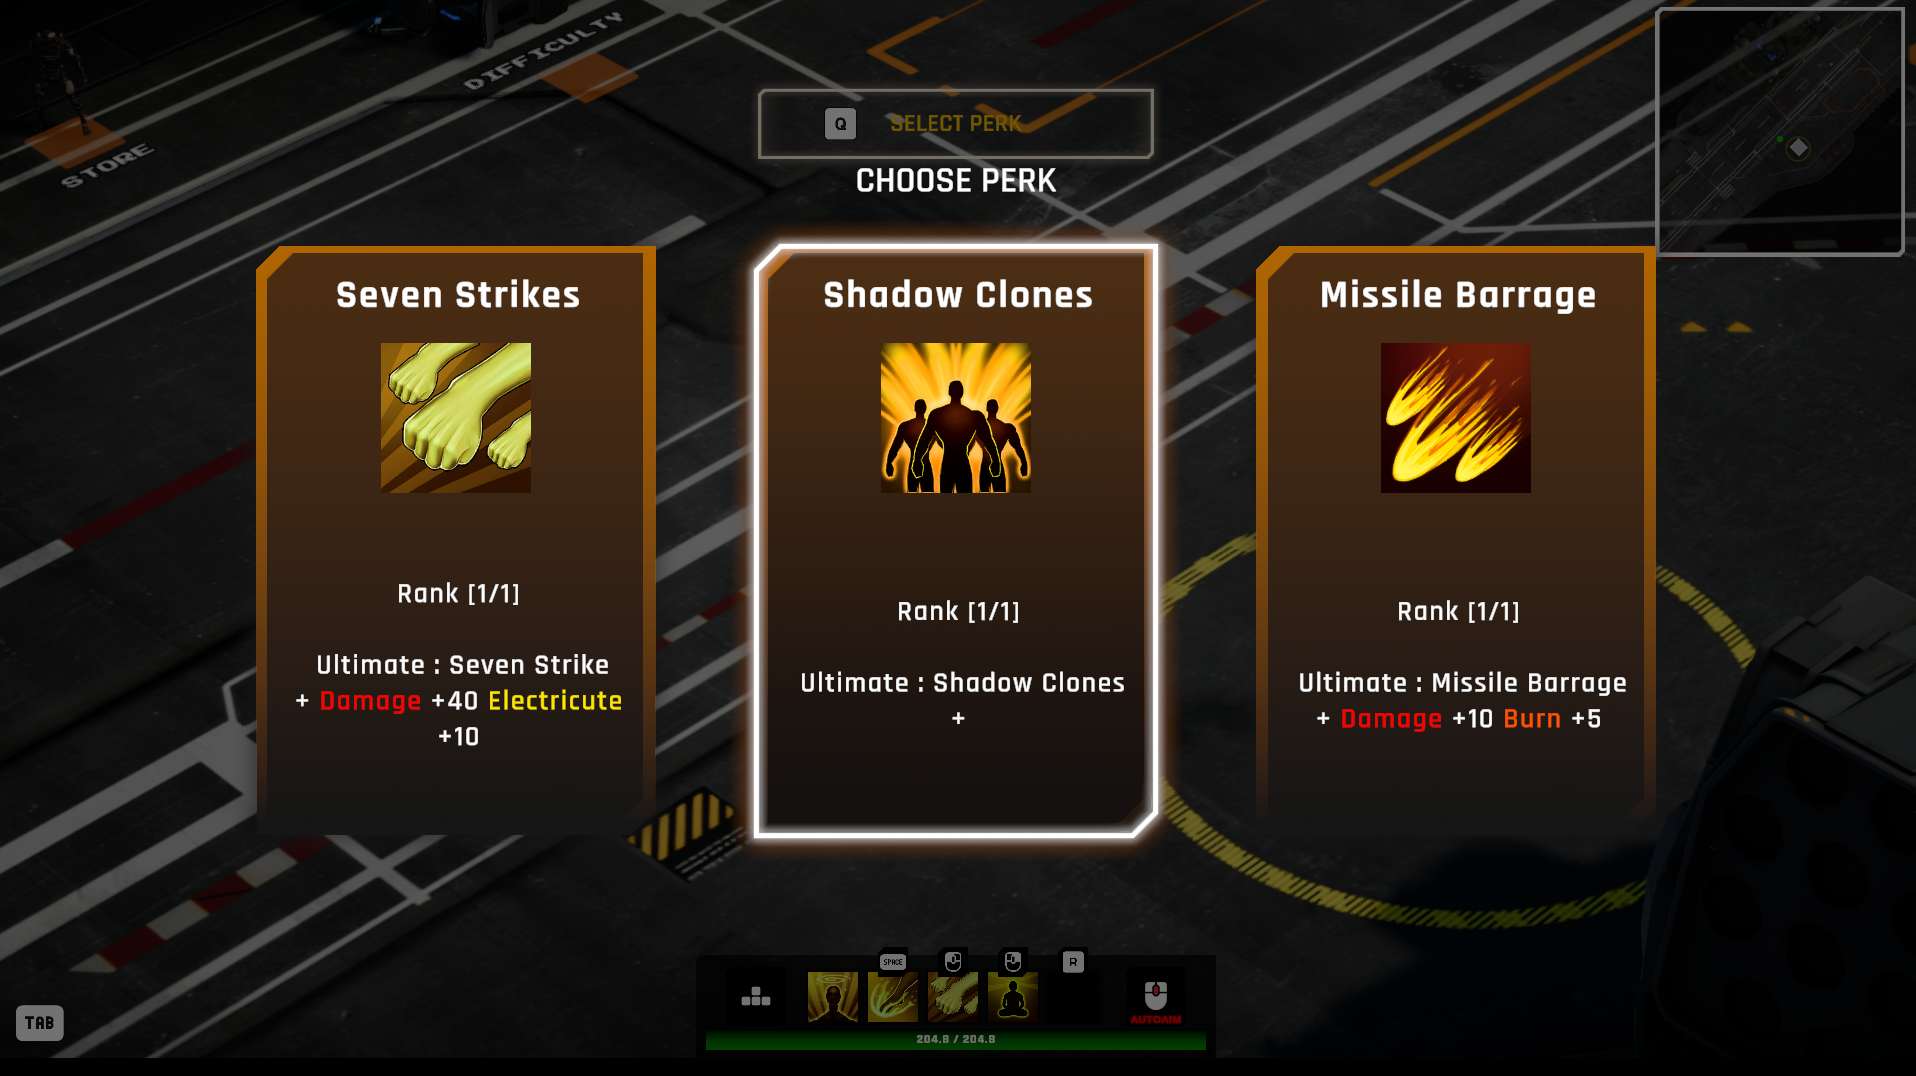 DIFFICULTY
STORE
Q SELECT PERK
CHOOSE PERK
Seven Strikes
Rank [1/1]
Ultimate : Seven Strike
+ Damage +40 Electricute
+10
Shadow Clones
Rank [1/1]
Ultimate : Shadow Clones
+
Missile Barrage
Rank [1/1]
Ultimate : Missile Barrage
+ Damage +10 Burn +5
SPACE
R
AUTOAIM
TAB
204.8 / 204.8